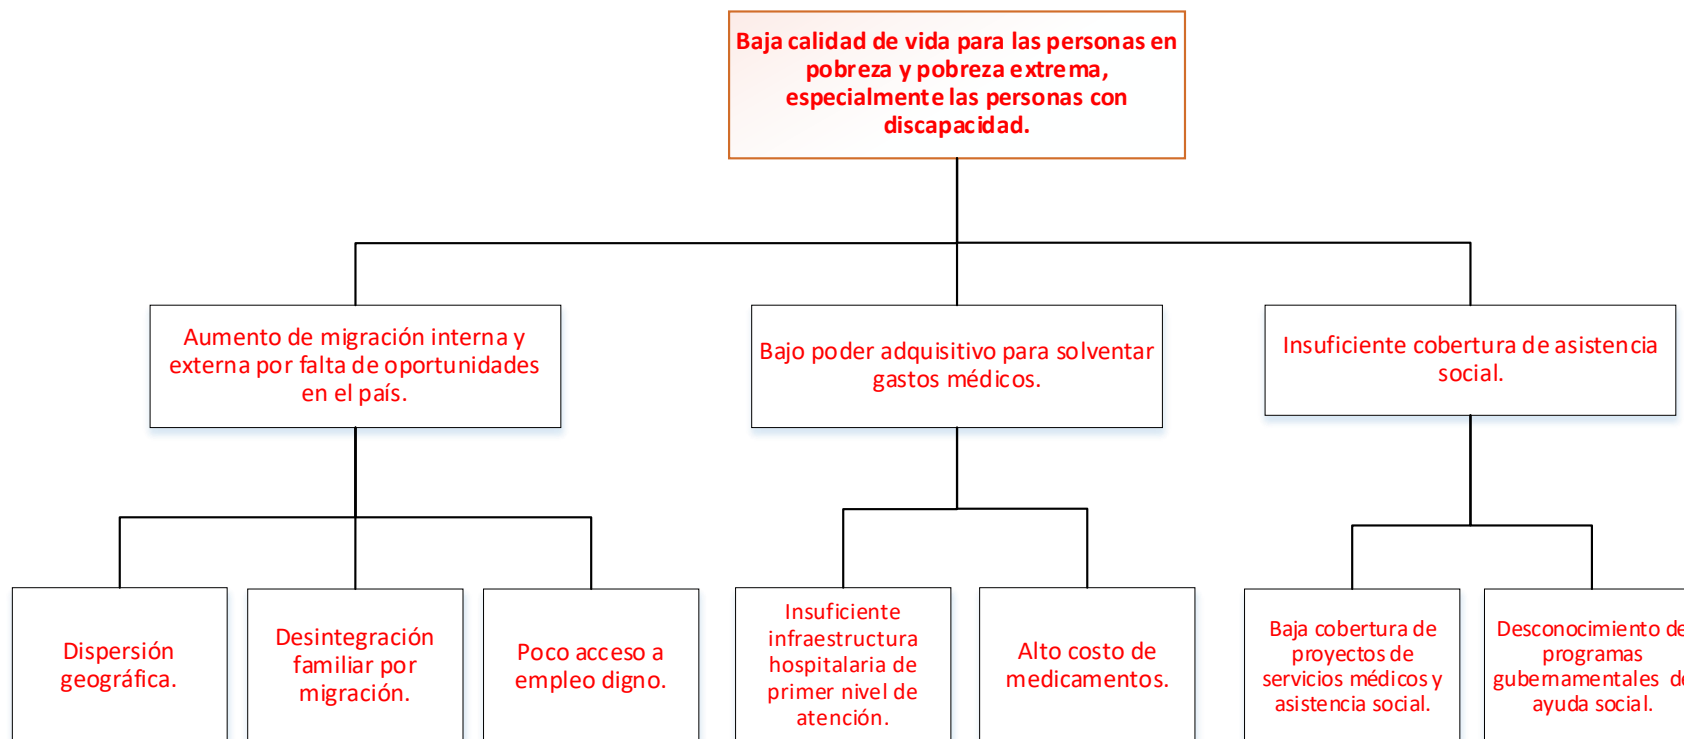 Baja calidad de vida para las personas en
pobreza y pobreza extrema,
especialmente las personas con
discapacidad.
Aumento de migración interna y
externa por falta de oportunidades
en el país.
Bajo poder adquisitivo para solventar
gastos médicos.
Insuficiente cobertura de asistencia
social.
Dispersión
geográfica.
Desintegración
familiar por
migración.
Poco acceso a
empleo digno.
Insuficiente
infraestructura
hospitalaria de
primer nivel de
atención.
Alto costo de
medicamentos.
Baja cobertura de
proyectos de
servicios médicos y
asistencia social.
Desconocimiento de
programas
gubernamentales de
ayuda social.